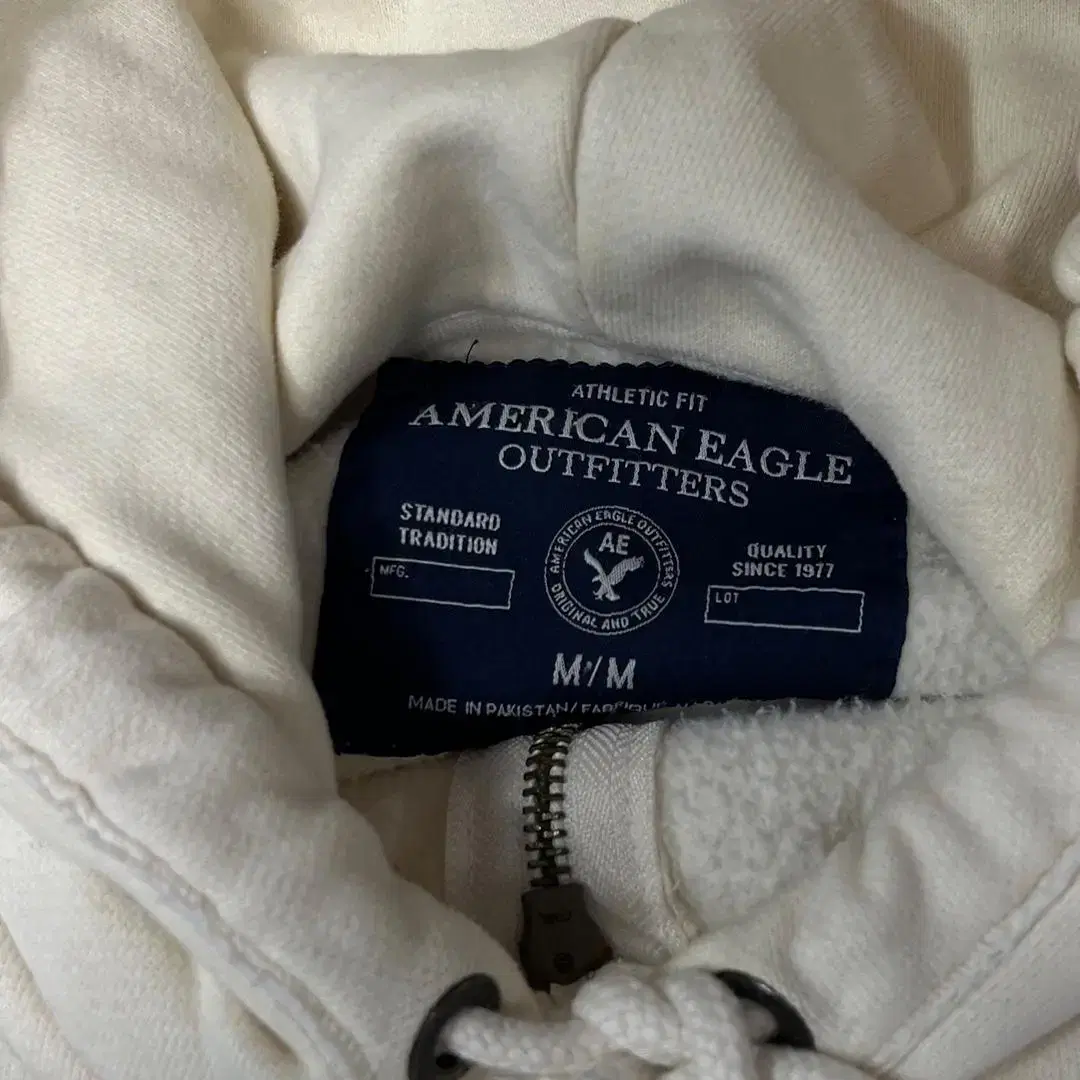 ATHLETIC FIT
AMERICAN EAGLE
OUTFITTERS
STANDARD
TRADITION
MFG.
AMERICAN EAGLE OUTFITTERS
AE
ORIGINAL AND TRUE
QUALITY
SINCE 1977
LOT
M/M
MADE IN PAKISTAN/